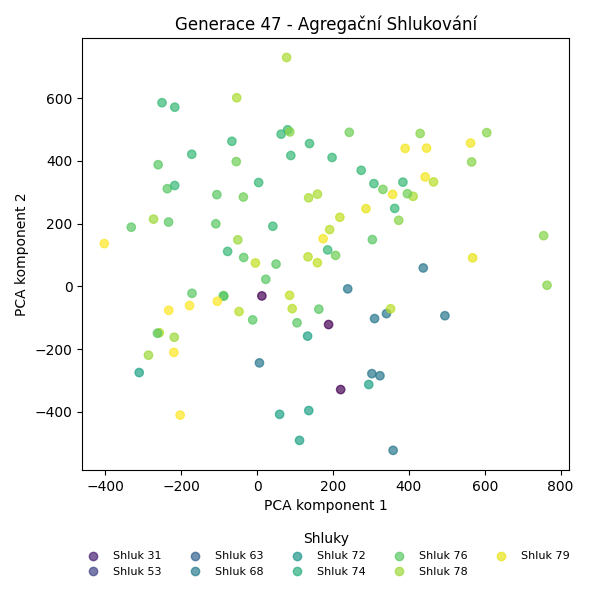 Generace 47 - Agregační Shlukování
PCA komponent 2
600
400
200
0
−200
−400
−400 −200 0 200 400 600 800
PCA komponent 1
Shluky
Shluk 31 Shluk 63 Shluk 72 Shluk 76 Shluk 79
Shluk 53 Shluk 68 Shluk 74 Shluk 78